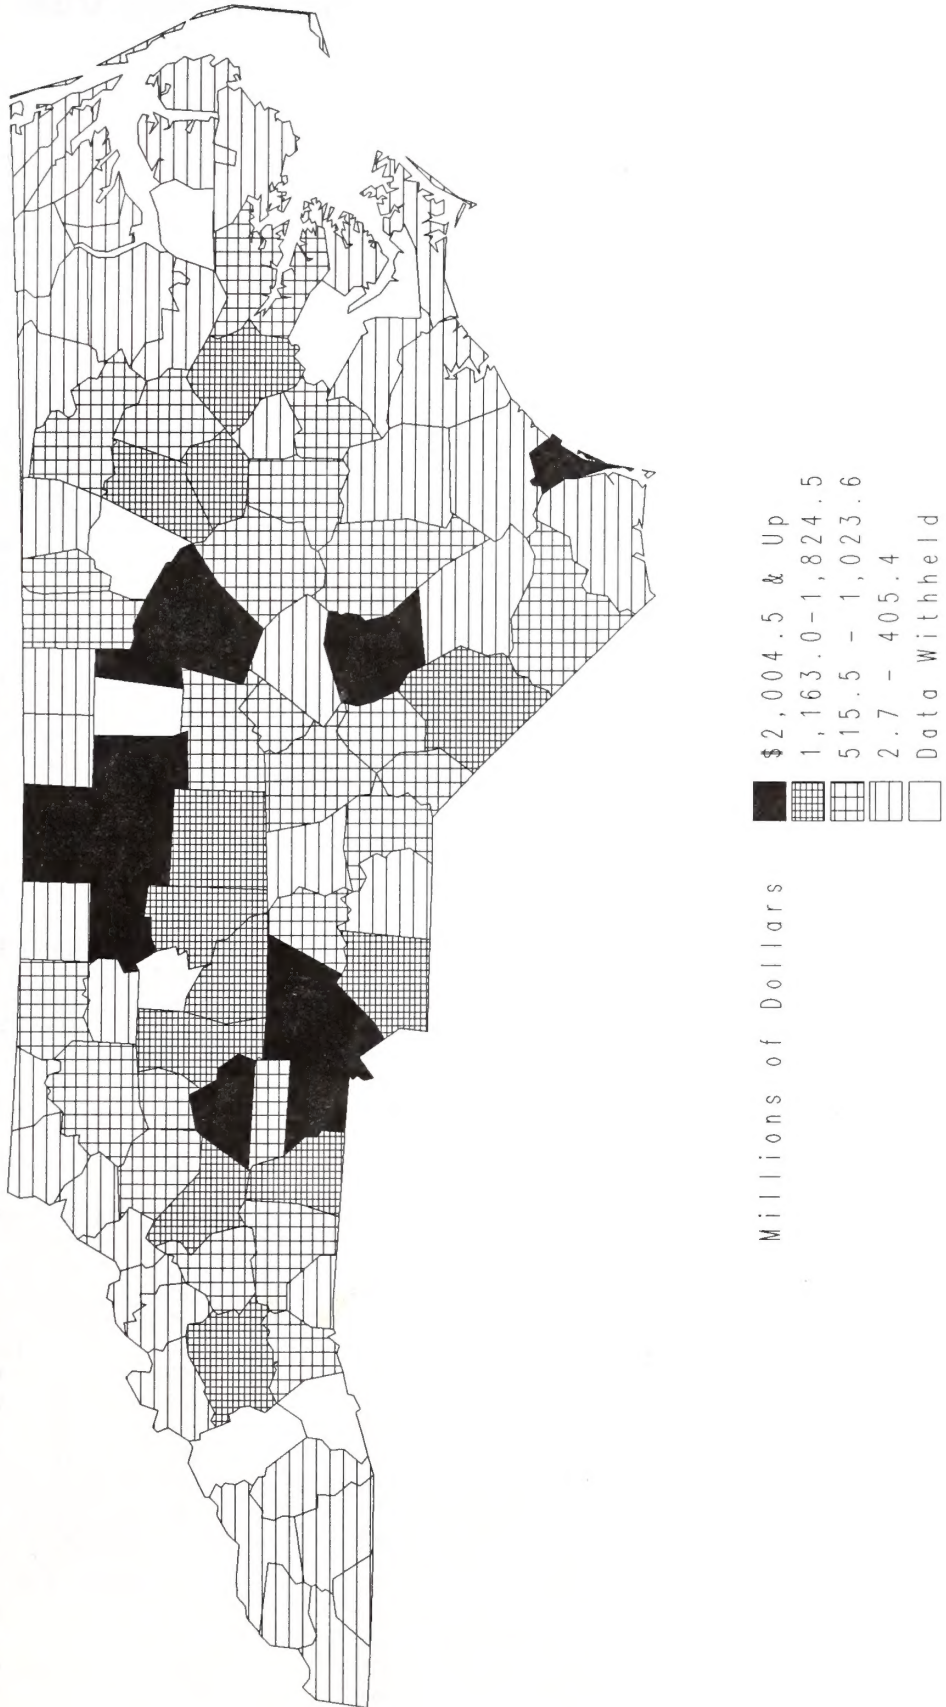 Millions of Dollars
$2,004.5 & Up
1,163.0-1,824.5
515.5 - 1,023.6
2.7 - 405.4
Data Withheld